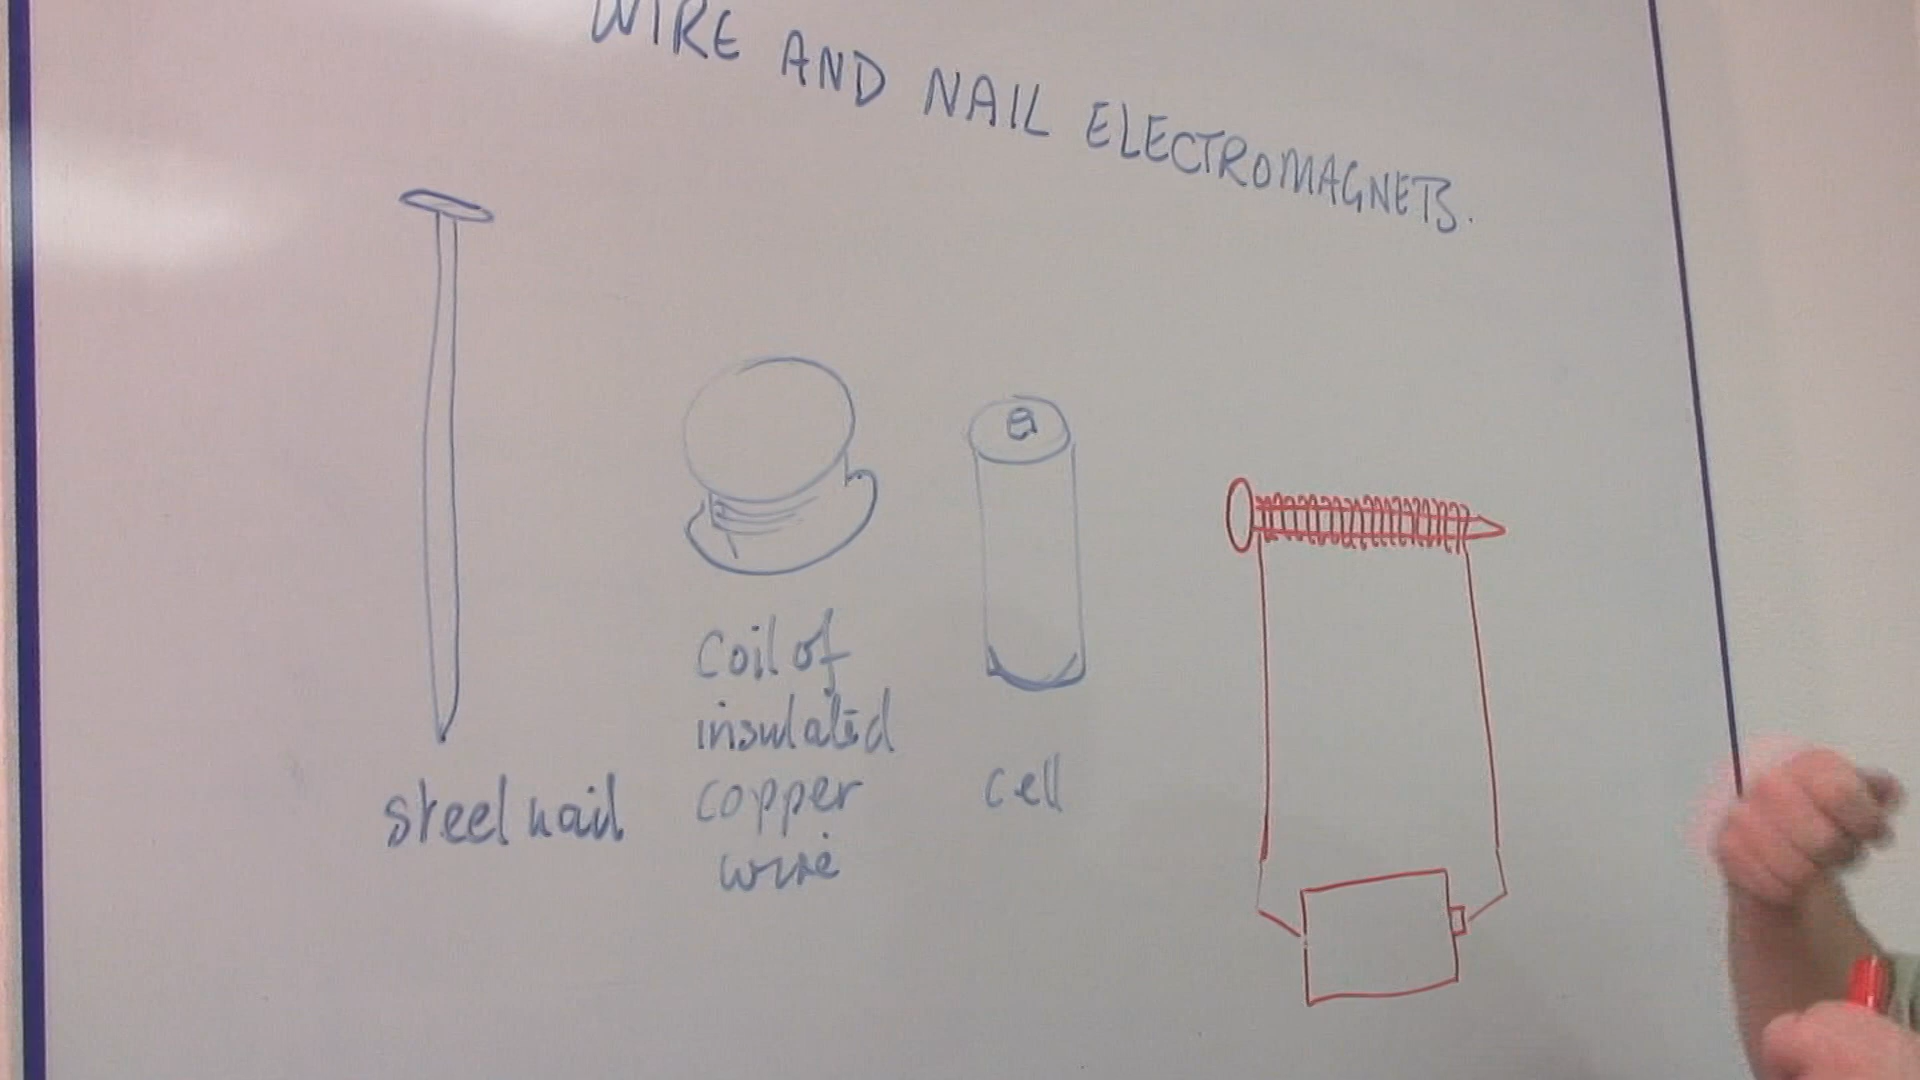 WIRE AND NAIL ELECTROMAGNETS.
steel nail
Coil of
insulated
copper
wire
cell